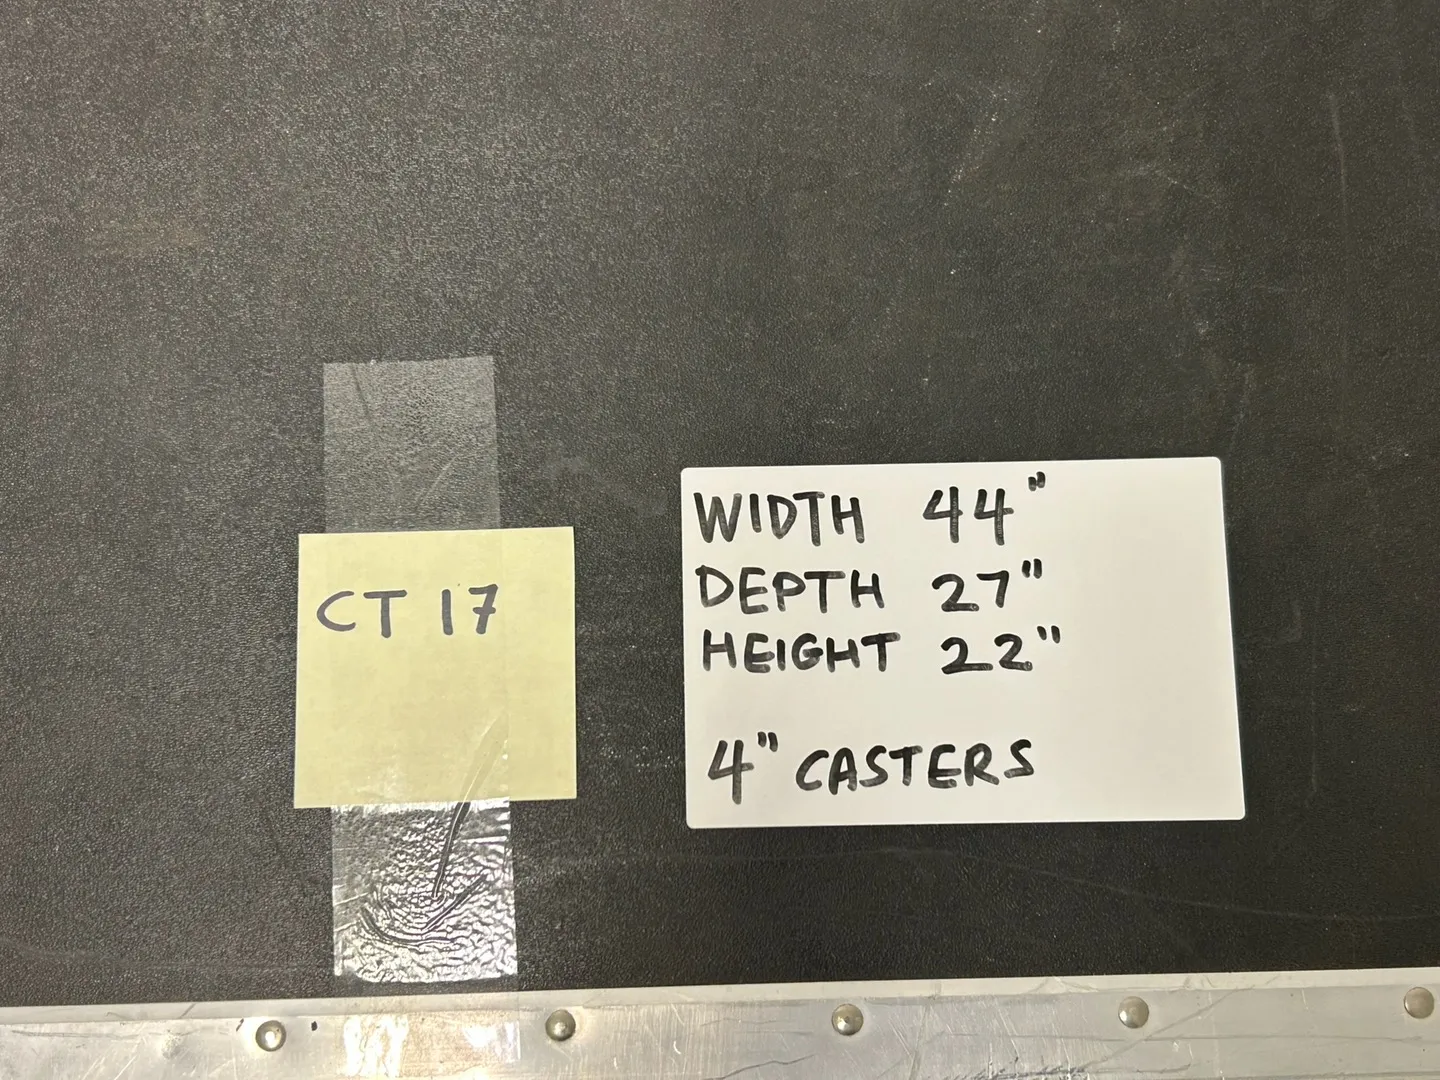 CT 17
WIDTH 44"
DEPTH 27"
HEIGHT 22"
4" CASTERS